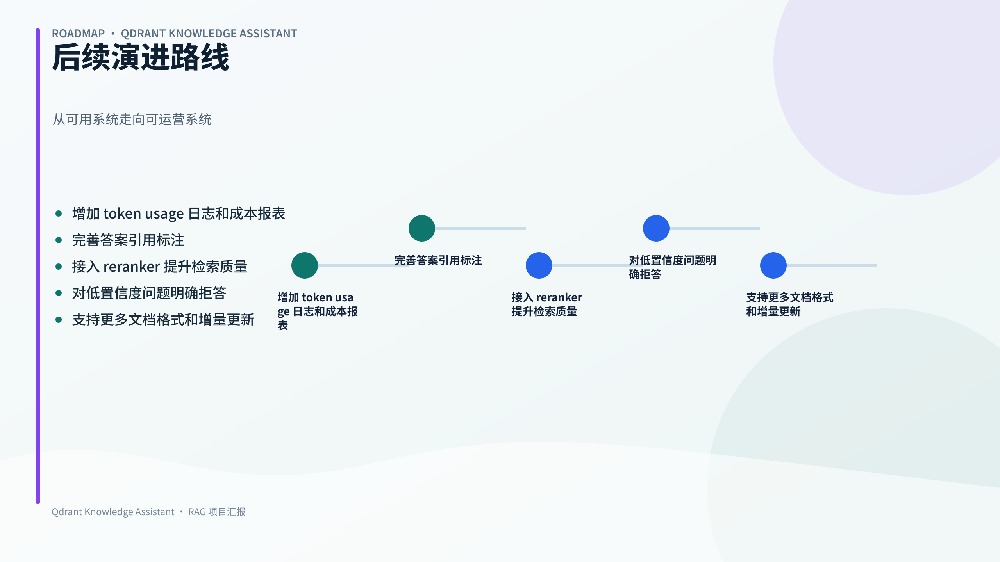 ROADMAP · QDRANT KNOWLEDGE ASSISTANT
后续演进路线
从可用系统走向可运营系统
增加 token usage 日志和成本报表
完善答案引用标注
接入 reranker 提升检索质量
对低置信度问题明确拒答
支持更多文档格式和增量更新
增加 token usa
ge 日志和成本报
表
完善答案引用标注
接入 reranker
提升检索质量
对低置信度问题明
确拒答
支持更多文档格式
和增量更新
Qdrant Knowledge Assistant · RAG 项目汇报